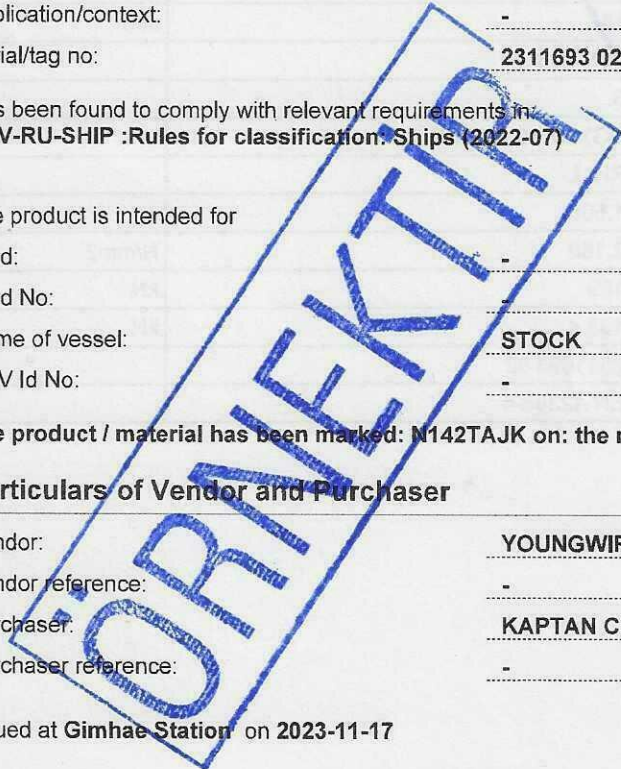 plication/context: -
rial/tag no: 2311693 02
s been found to comply with relevant requirements in:
V-RU-SHIP :Rules for classification: Ships (2022-07)
e product is intended for
d: -
d No: -
me of vessel: STOCK
V Id No: -
e product / material has been marked: N142TAJK on: the r
rticulars of Vendor and Purchaser
ndor: YOUNGWIR
ndor reference: -
rchaser: KAPTAN C
rchaser reference: -
ued at Gimhae Station on 2023-11-17
ÖRNEKTİR